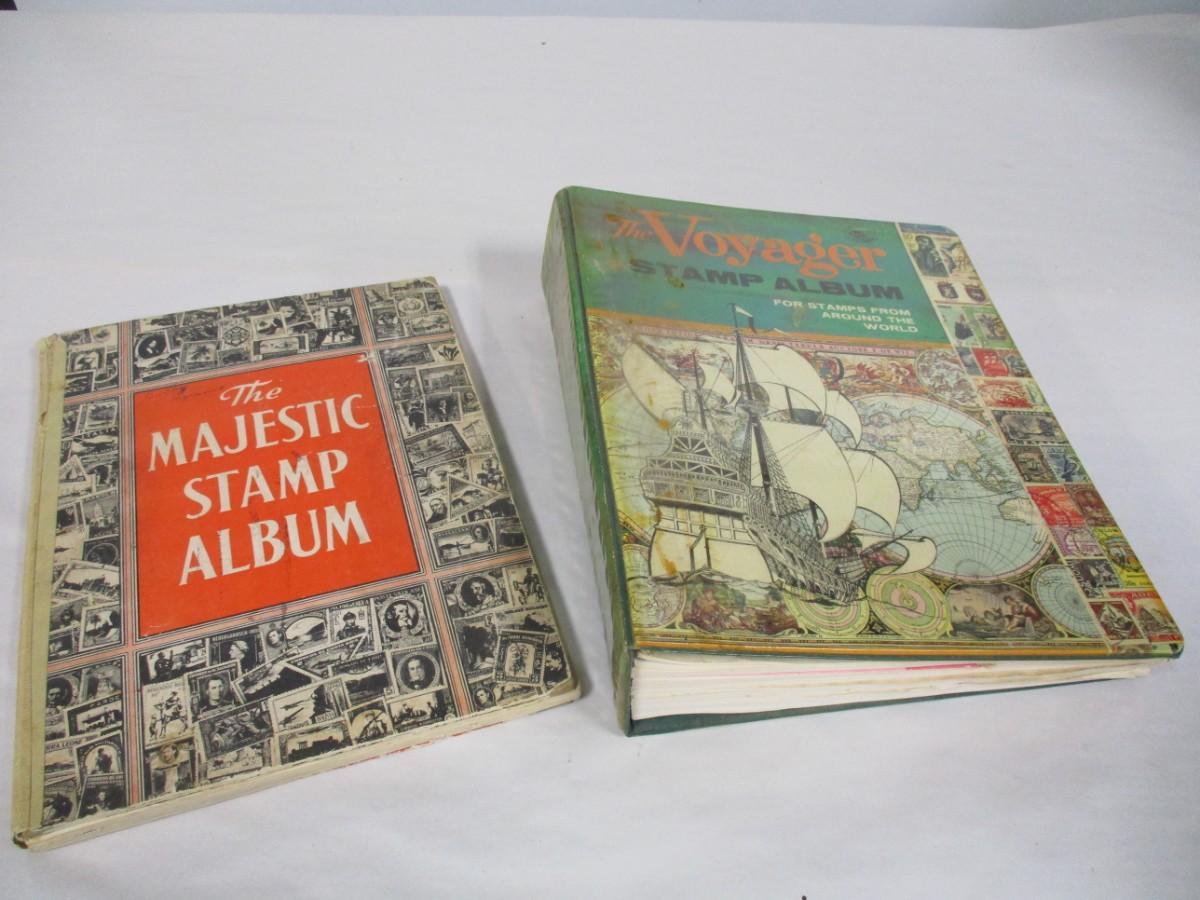 The
MAJESTIC
STAMP
ALBUM
The Voyager
STAMP ALBUM
FOR STAMPS FROM
AROUND THE
WORLD